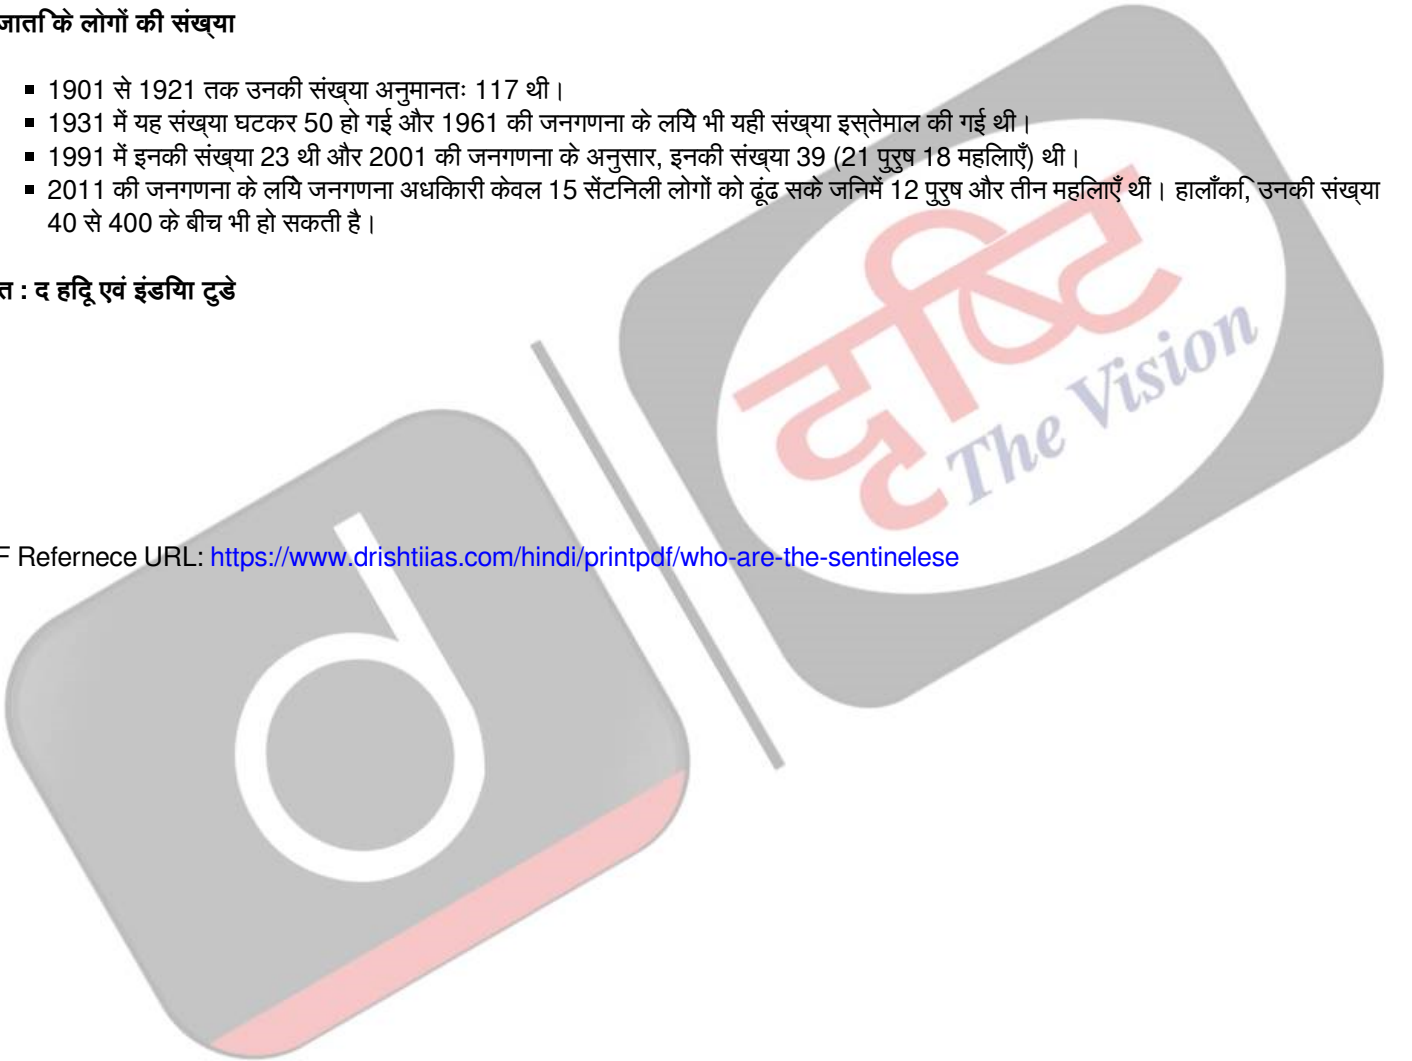 जाति के लोगों की संख्या
1901 से 1921 तक उनकी संख्या अनुमानतः 117 थी।
1931 में यह संख्या घटकर 50 हो गई और 1961 की जनगणना के लिये भी यही संख्या इस्तेमाल की गई थी।
1991 में इनकी संख्या 23 थी और 2001 की जनगणना के अनुसार, इनकी संख्या 39 (21 पुरुष 18 महिलाएँ) थी।
2011 की जनगणना के लिये जनगणना अधिकारी केवल 15 सेंटिनली लोगों को ढूंढ सके जिनमें 12 पुरुष और तीन महिलाएँ थीं। हालाँकि, उनकी संख्या
40 से 400 के बीच भी हो सकती है।
त : द हिंदू एवं इंडिया टुडे
दृष्टि
The Vision
F Refernece URL: https://www.drishtiias.com/hindi/printpdf/who-are-the-sentinelese
d